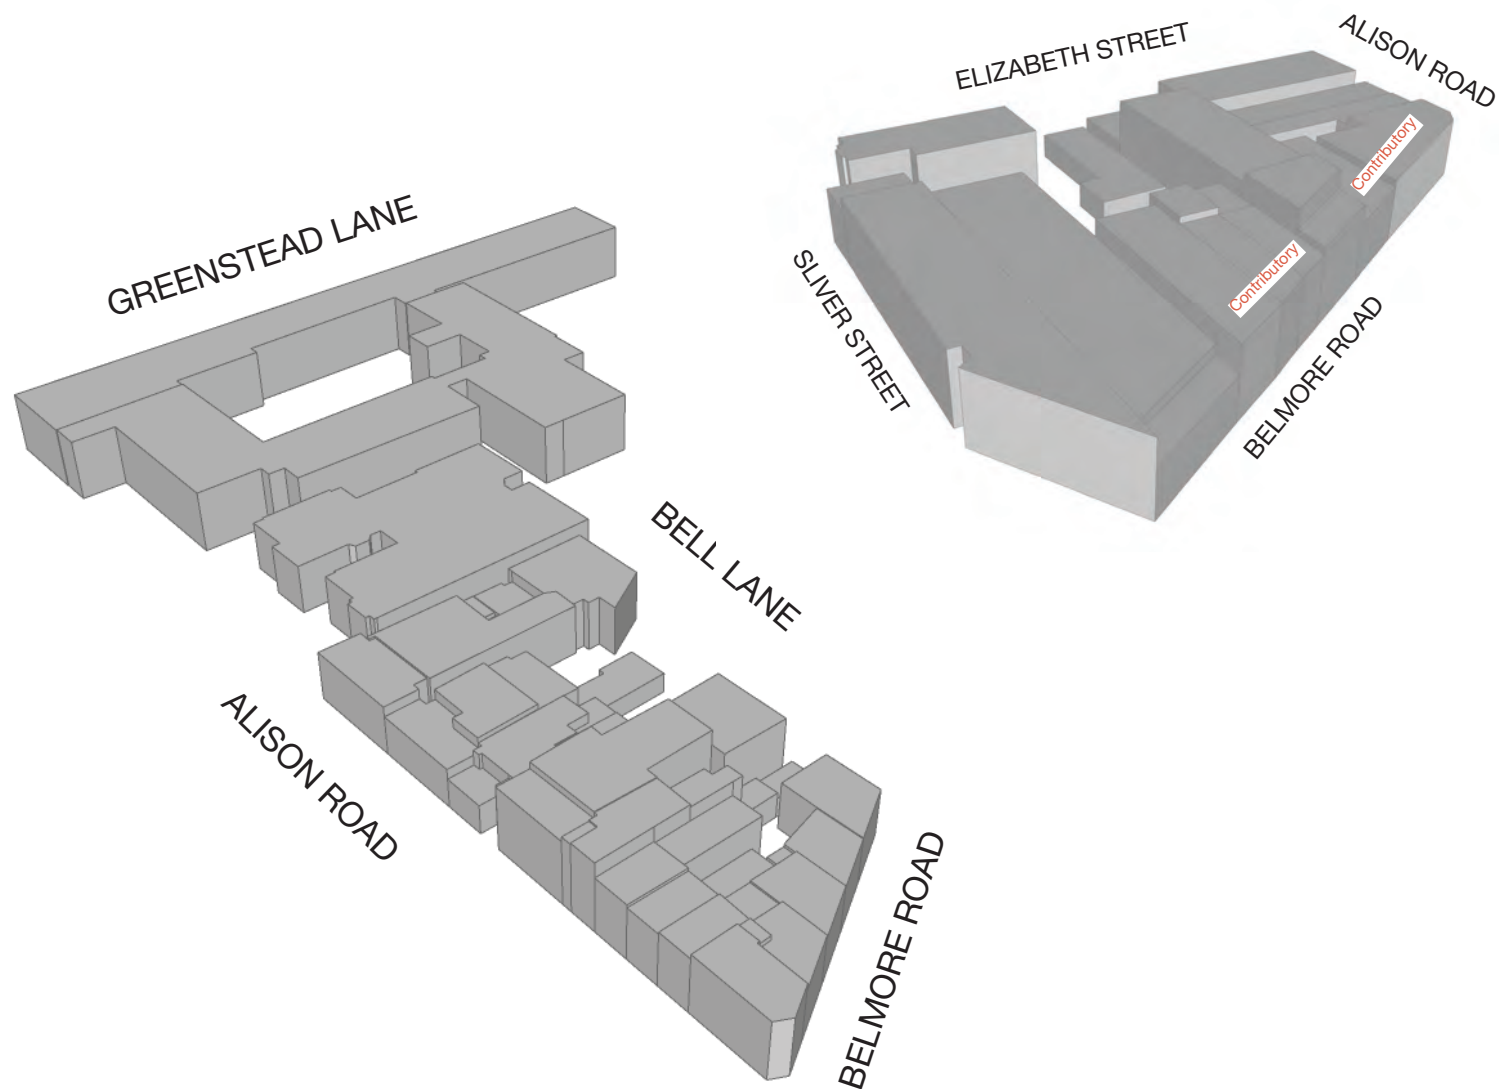 ELIZABETH STREET
ALISON ROAD
Contributory
Contributory
SLIVER STREET
BELMORE ROAD
GREENSTEAD LANE
BELL LANE
ALISON ROAD
BELMORE ROAD